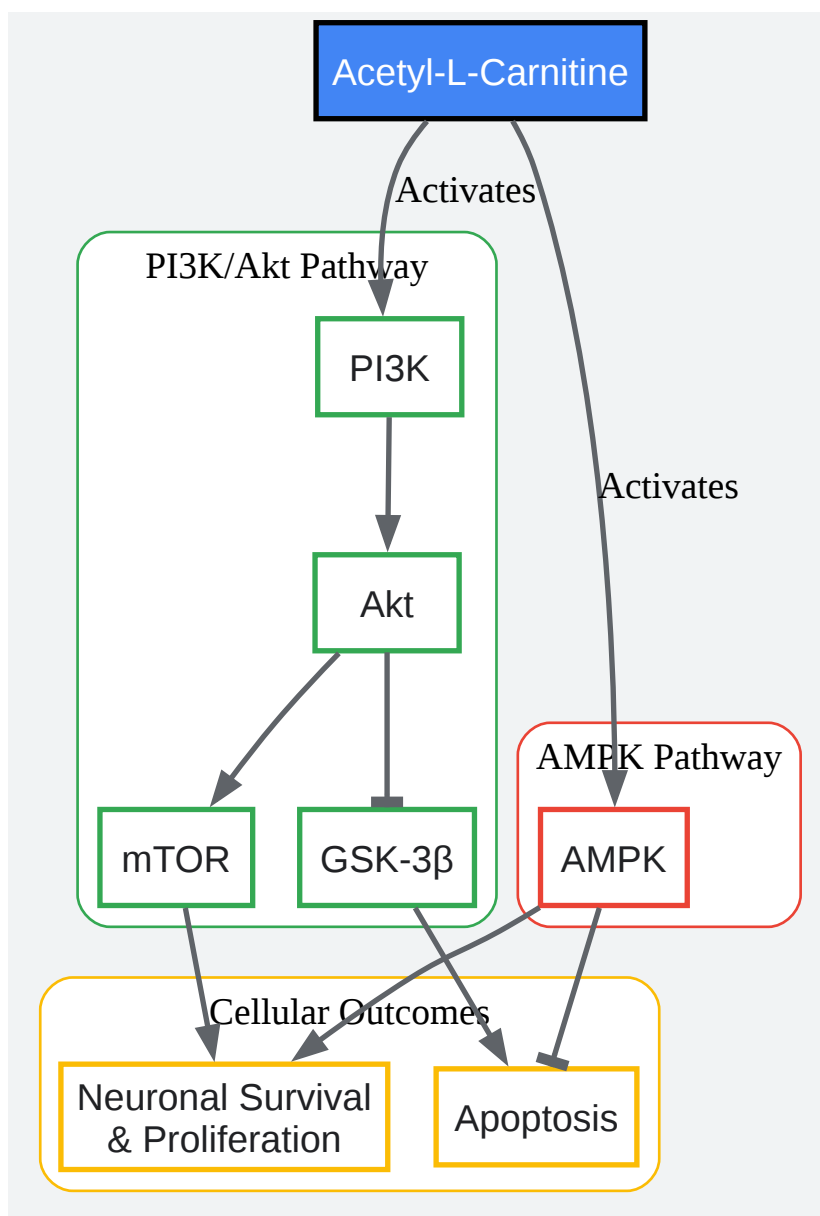 Acetyl-L-Carnitine
Activates
PI3K/Akt Pathway
PI3K
Activates
Akt
AMPK Pathway
mTOR
GSK-3β
AMPK
Cellular Outcomes
Neuronal Survival
& Proliferation
Apoptosis